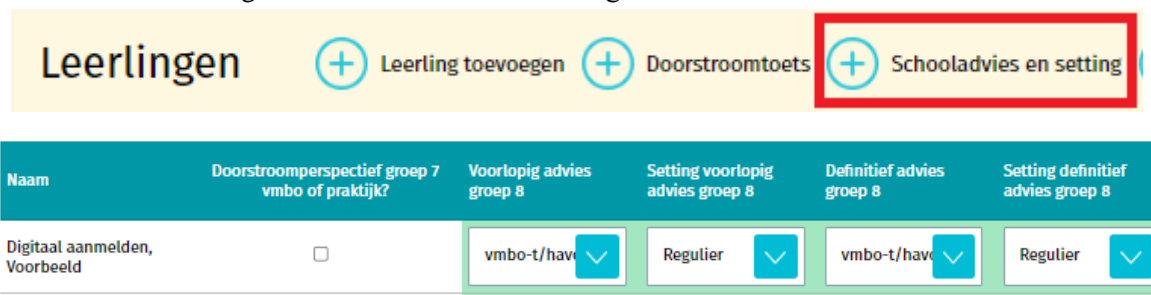 Leerlingen Leerling toevoegen Doorstroomtoets Schooladvies en setting
Naam Doorstroomperspectief groep 7 vmbo of praktijk? Voorlopig advies groep 8 Setting voorlopig advies groep 8 Definitief advies groep 8 Setting definitief advies groep 8
Digitaal aanmelden, Voorbeeld vmbo-t/hav Regulier vmbo-t/hav Regulier